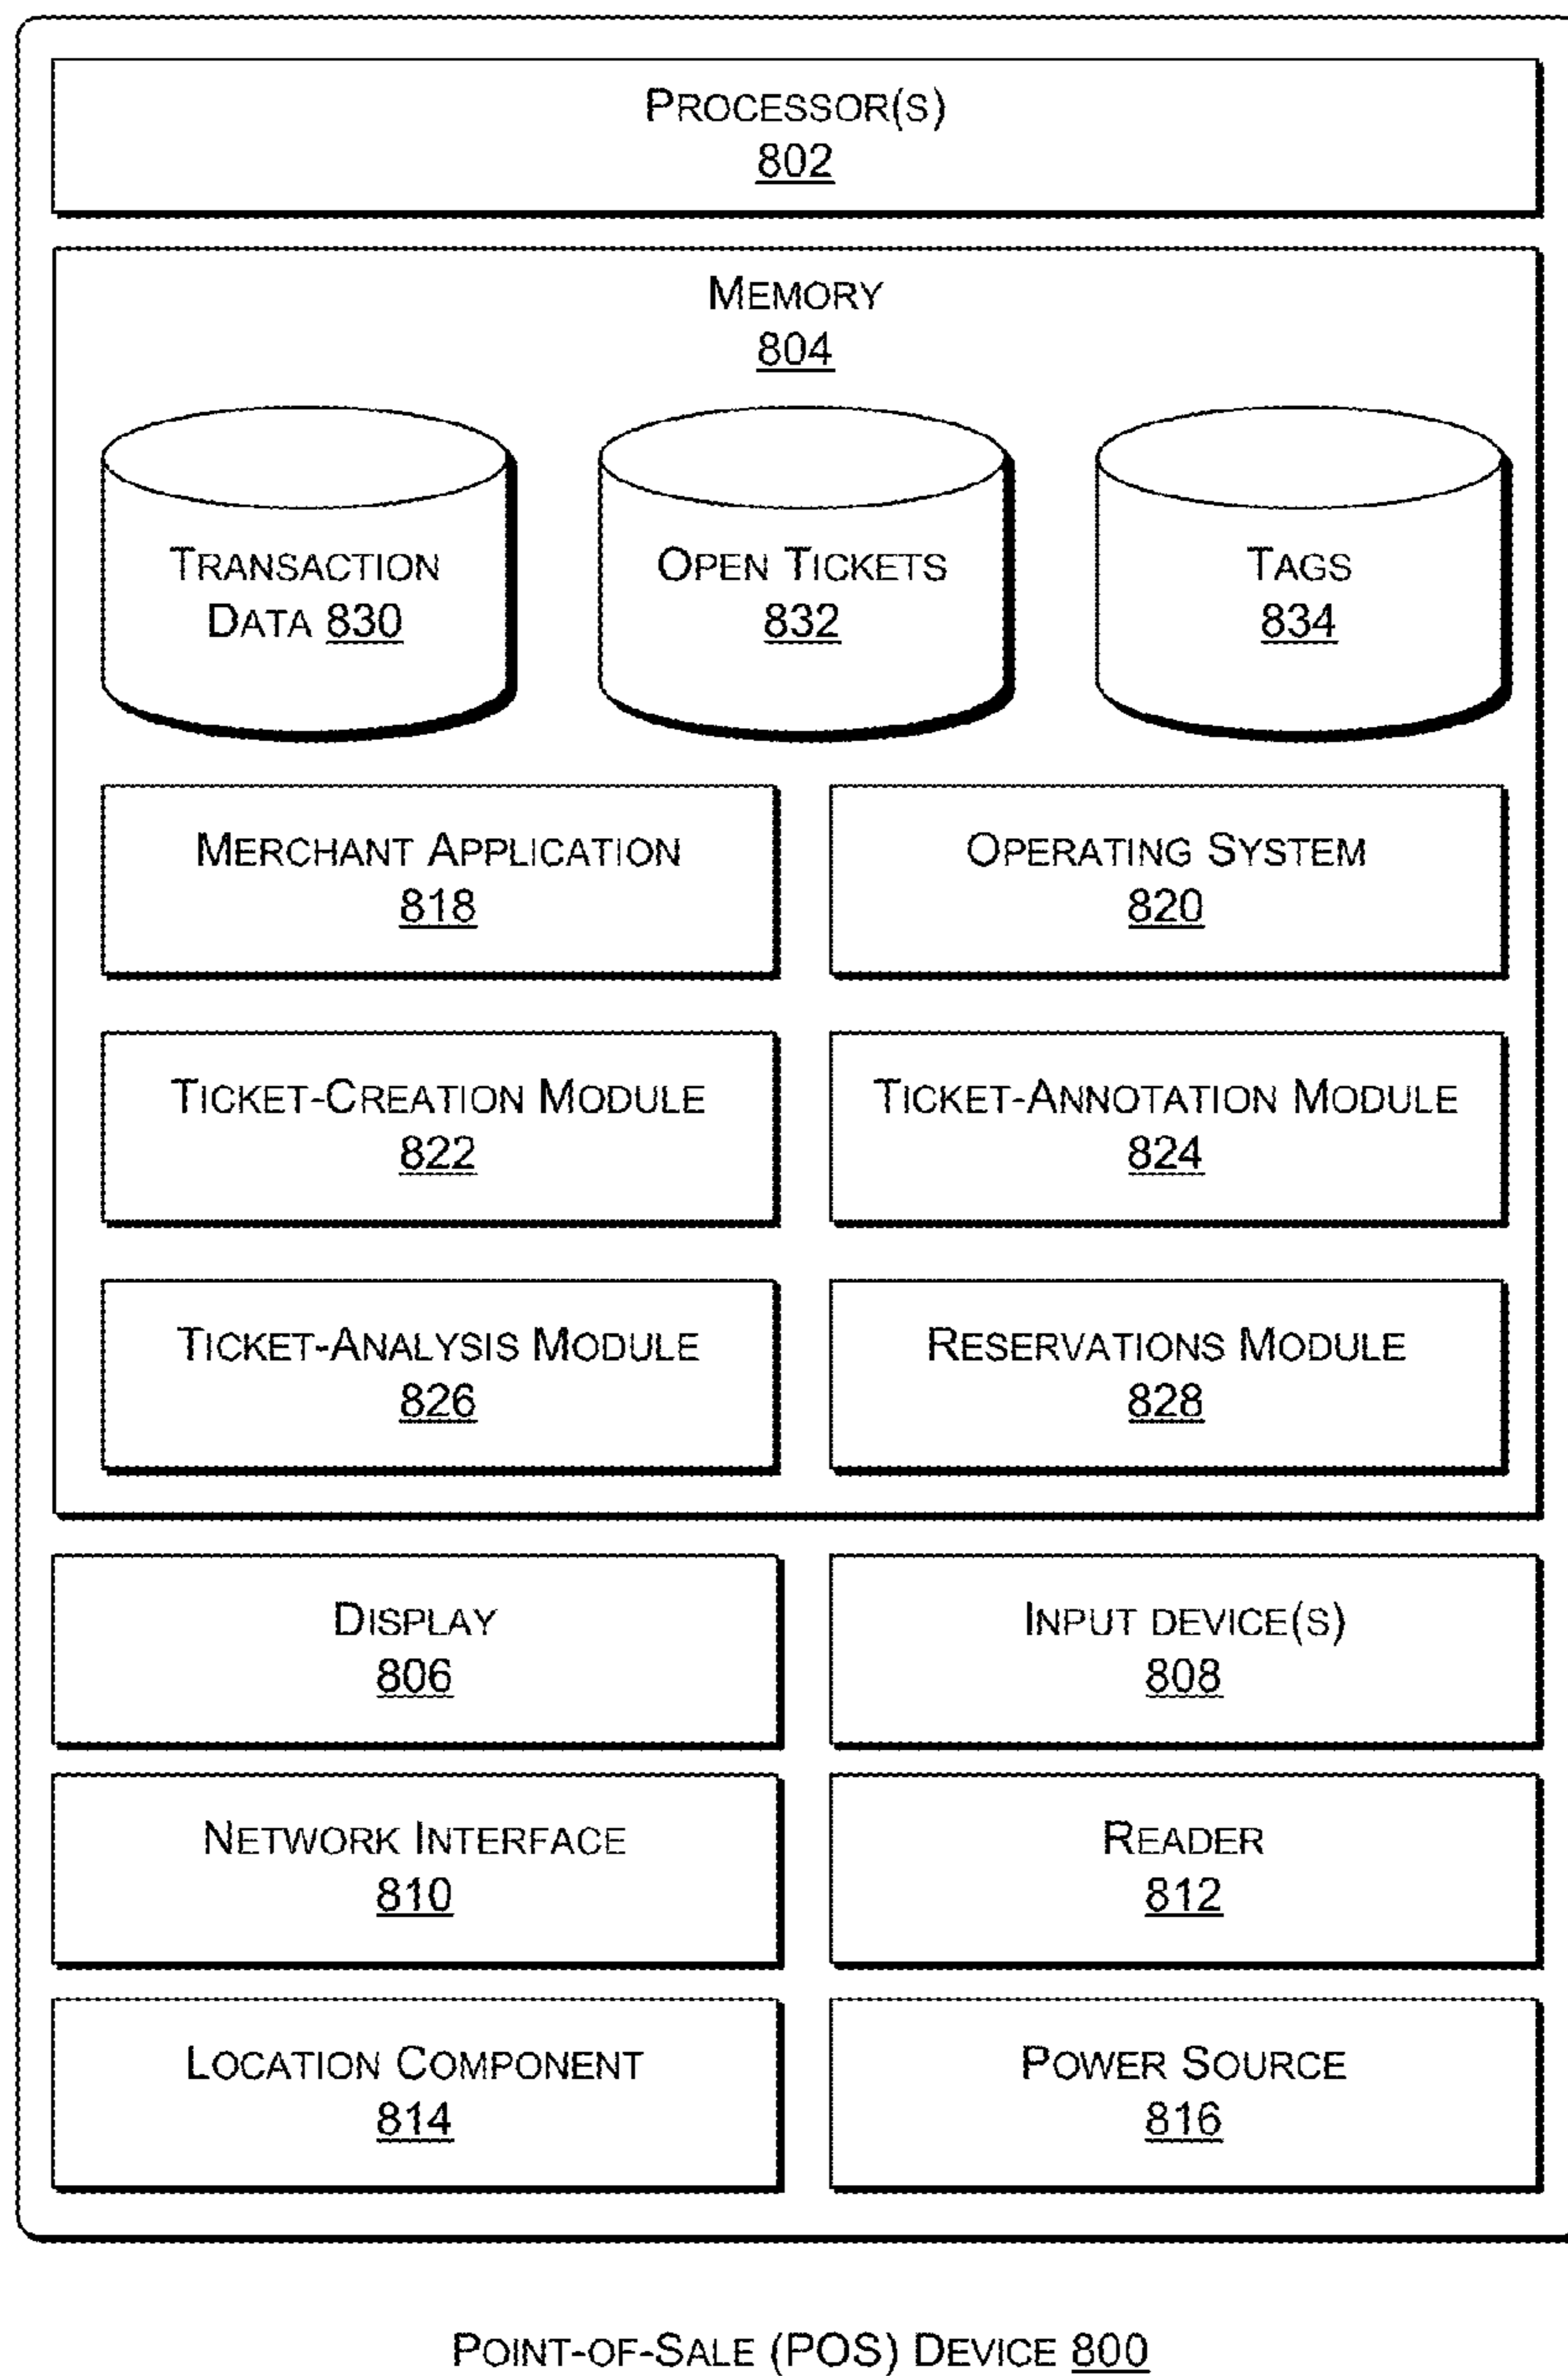 PROCESSOR(S)
802
MEMORY
804
TRANSACTION
DATA 830
OPEN TICKETS
832
TAGS
834
MERCHANT APPLICATION
818
OPERATING SYSTEM
820
TICKET-CREATION MODULE
822
TICKET-ANNOTATION MODULE
824
TICKET-ANALYSIS MODULE
826
RESERVATIONS MODULE
828
DISPLAY
806
INPUT DEVICE(S)
808
NETWORK INTERFACE
810
READER
812
LOCATION COMPONENT
814
POWER SOURCE
816
POINT-OF-SALE (POS) DEVICE 800